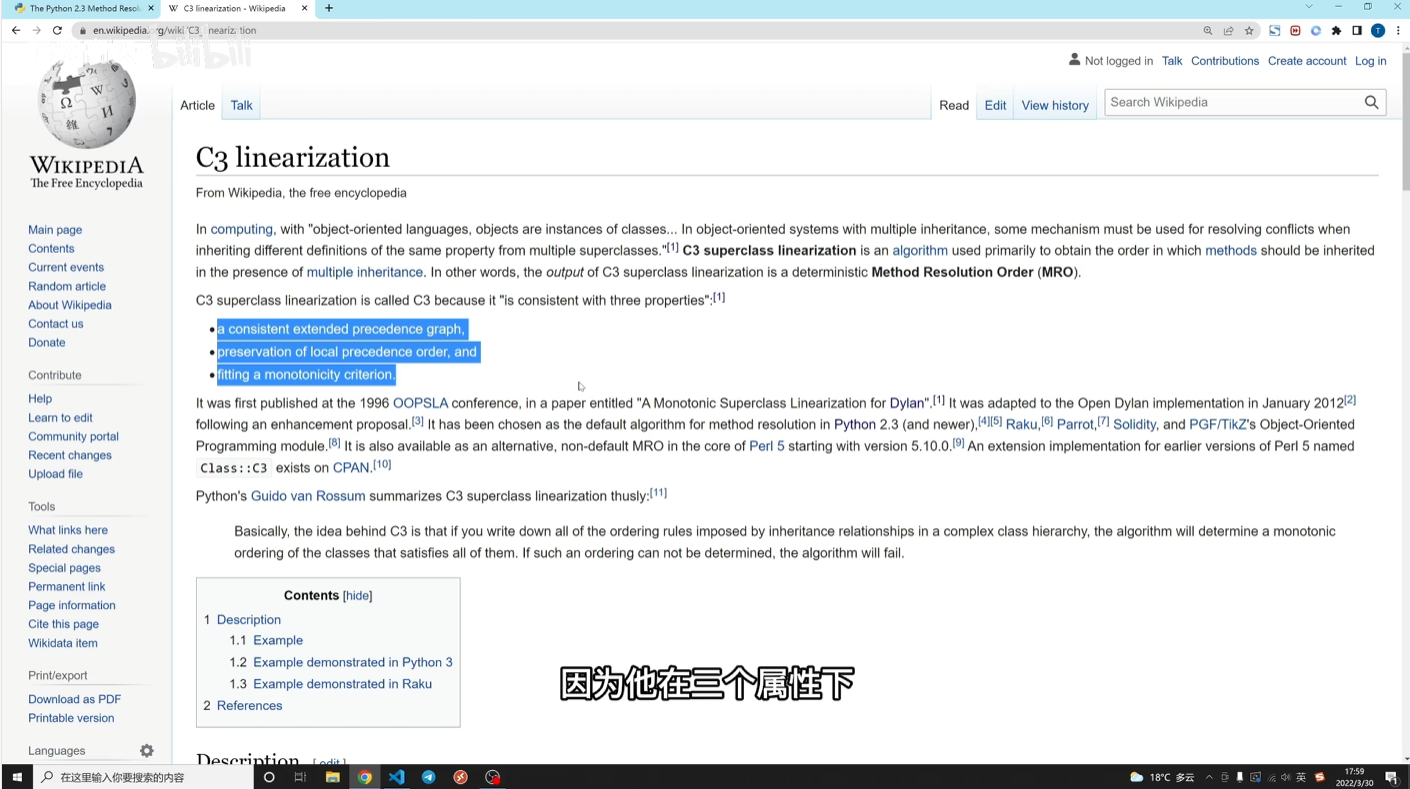 The Python 2.3 Method Resol
C3 linearization - Wikipedia
en.wikipedia.org/wiki/C3_linearization
bilibili
Not logged in Talk Contributions Create account Log in
Article Talk Read Edit View history Search Wikipedia
WIKIPEDIA
The Free Encyclopedia
Main page
Contents
Current events
Random article
About Wikipedia
Contact us
Donate
Contribute
Help
Learn to edit
Community portal
Recent changes
Upload file
Tools
What links here
Related changes
Special pages
Permanent link
Page information
Cite this page
Wikidata item
Print/export
Download as PDF
Printable version
Languages
C3 linearization
From Wikipedia, the free encyclopedia
In computing, with "object-oriented languages, objects are instances of classes... In object-oriented systems with multiple inheritance, some mechanism must be used for resolving conflicts when
inheriting different definitions of the same property from multiple superclasses."[1] C3 superclass linearization is an algorithm used primarily to obtain the order in which methods should be inherited
in the presence of multiple inheritance. In other words, the output of C3 superclass linearization is a deterministic Method Resolution Order (MRO).
C3 superclass linearization is called C3 because it "is consistent with three properties":[1]
• a consistent extended precedence graph,
• preservation of local precedence order, and
• fitting a monotonicity criterion.
It was first published at the 1996 OOPSLA conference, in a paper entitled "A Monotonic Superclass Linearization for Dylan".[1] It was adapted to the Open Dylan implementation in January 2012[2]
following an enhancement proposal.[3] It has been chosen as the default algorithm for method resolution in Python 2.3 (and newer),[4][5] Raku,[6] Parrot,[7] Solidity, and PGF/TikZ's Object-Oriented
Programming module.[8] It is also available as an alternative, non-default MRO in the core of Perl 5 starting with version 5.10.0.[9] An extension implementation for earlier versions of Perl 5 named
Class::C3 exists on CPAN.[10]
Python's Guido van Rossum summarizes C3 superclass linearization thusly:[11]
Basically, the idea behind C3 is that if you write down all of the ordering rules imposed by inheritance relationships in a complex class hierarchy, the algorithm will determine a monotonic
ordering of the classes that satisfies all of them. If such an ordering can not be determined, the algorithm will fail.
Contents [hide]
1 Description
1.1 Example
1.2 Example demonstrated in Python 3
1.3 Example demonstrated in Raku
2 References
因为他在三个属性下
Description [edit]
在这里输入你要搜索的内容
18°C 多云
英
17:59
2022/3/30